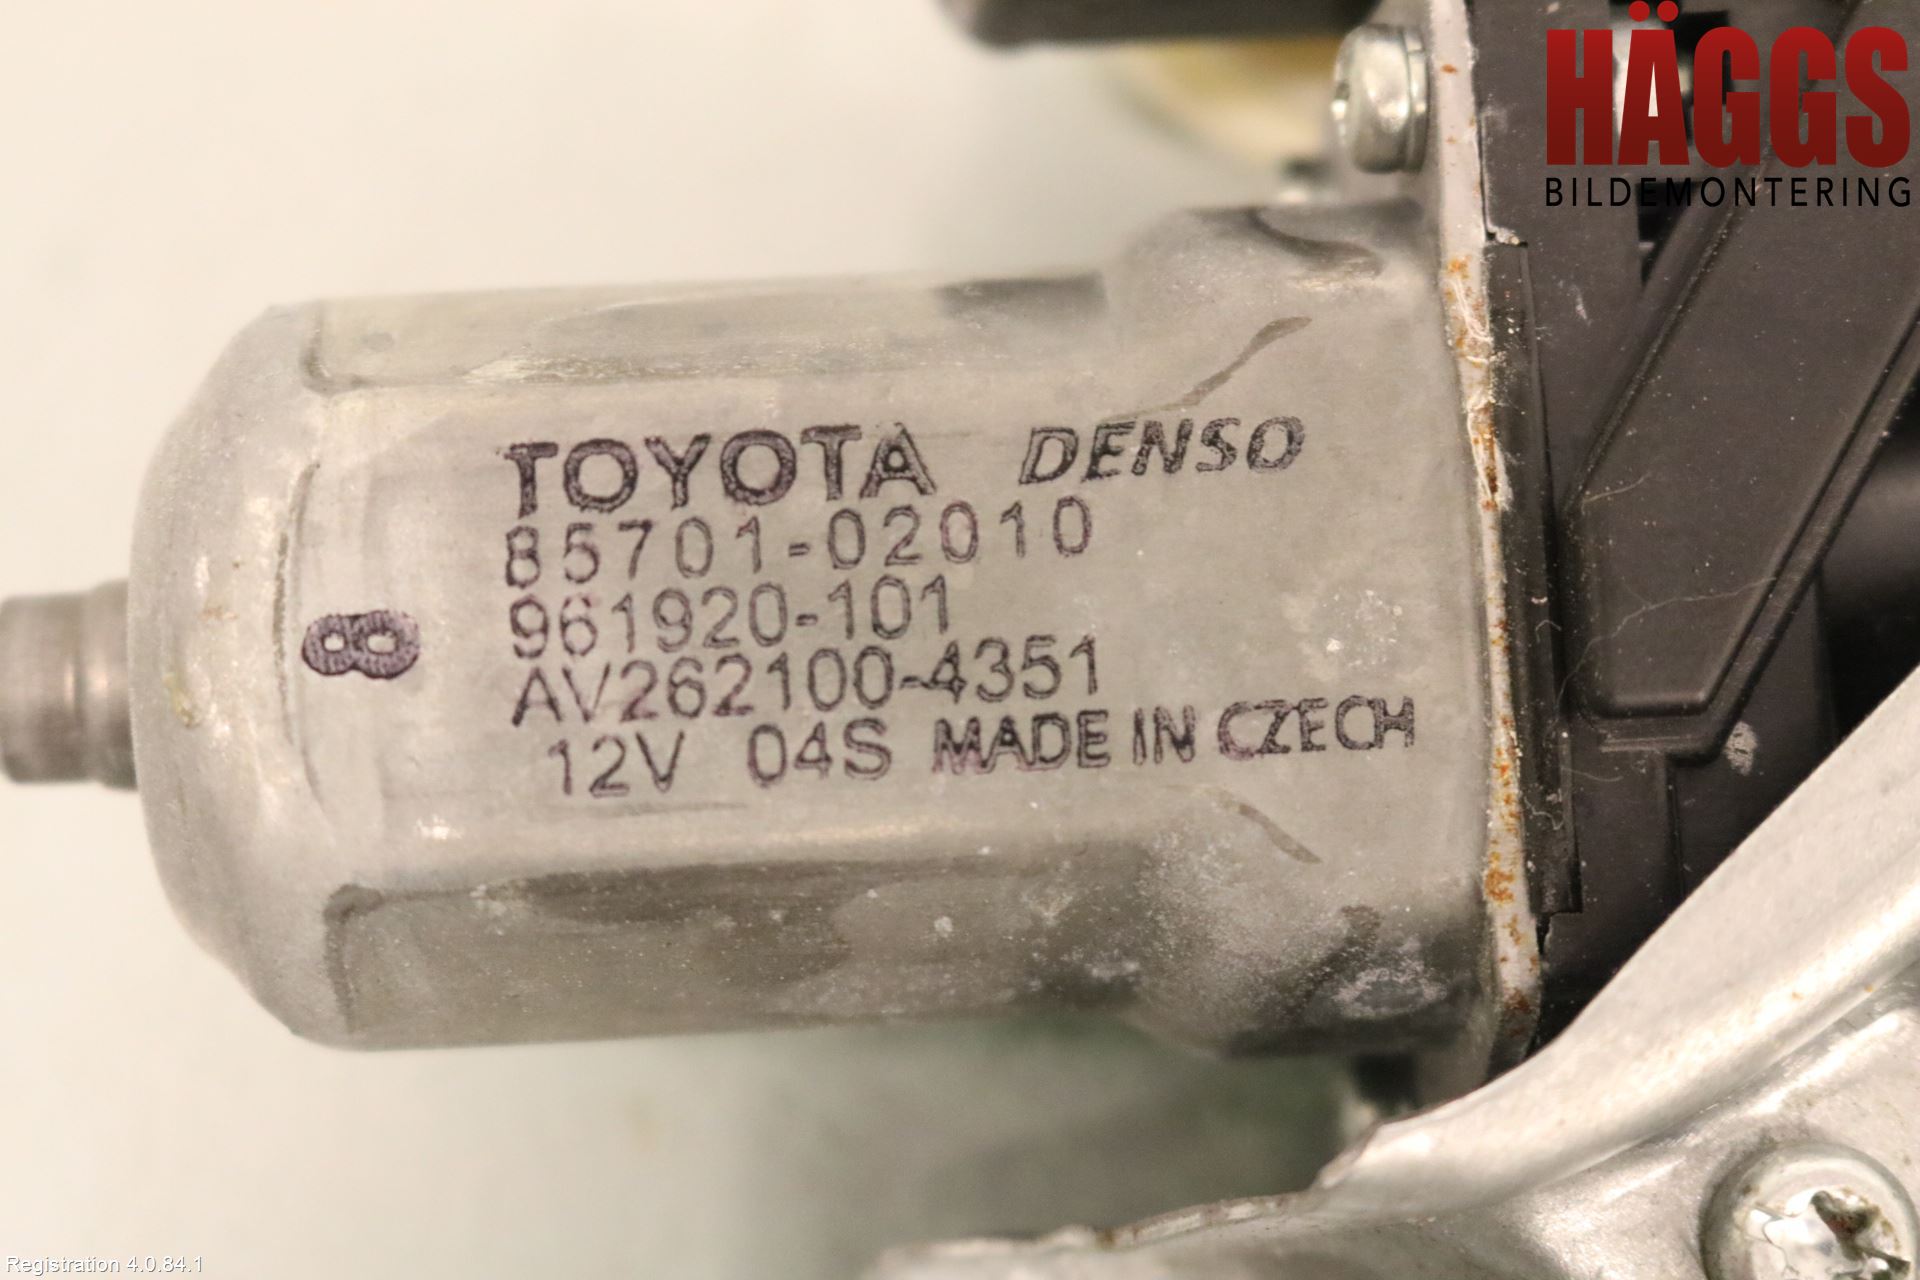 HÄGGS
BILDEMONTERING
TOYOTA DENSO
85701-02010
961920-101
AV262100-4351
12V 04S MADE IN CZECH
8
Registration 4.0.84.1